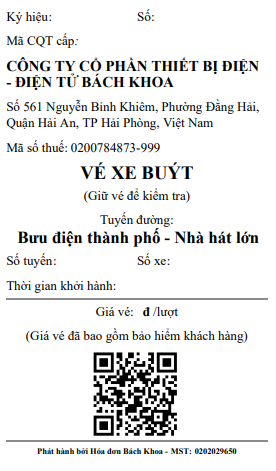 Ký hiệu: Số:
Mã CQT cấp:
CÔNG TY CỔ PHẦN THIẾT BỊ ĐIỆN
- ĐIỆN TỬ BÁCH KHOA
Số 561 Nguyễn Bỉnh Khiêm, Phường Đằng Hải,
Quận Hải An, TP Hải Phòng, Việt Nam
Mã số thuế: 0200784873-999
VÉ XE BUÝT
(Giữ vé để kiểm tra)
Tuyến đường:
Bưu điện thành phố - Nhà hát lớn
Số tuyến: Số xe:
Thời gian khởi hành:
Giá vé: đ /lượt
(Giá vé đã bao gồm bảo hiểm khách hàng)
Phát hành bởi Hóa đơn Bách Khoa - MST: 0202029650